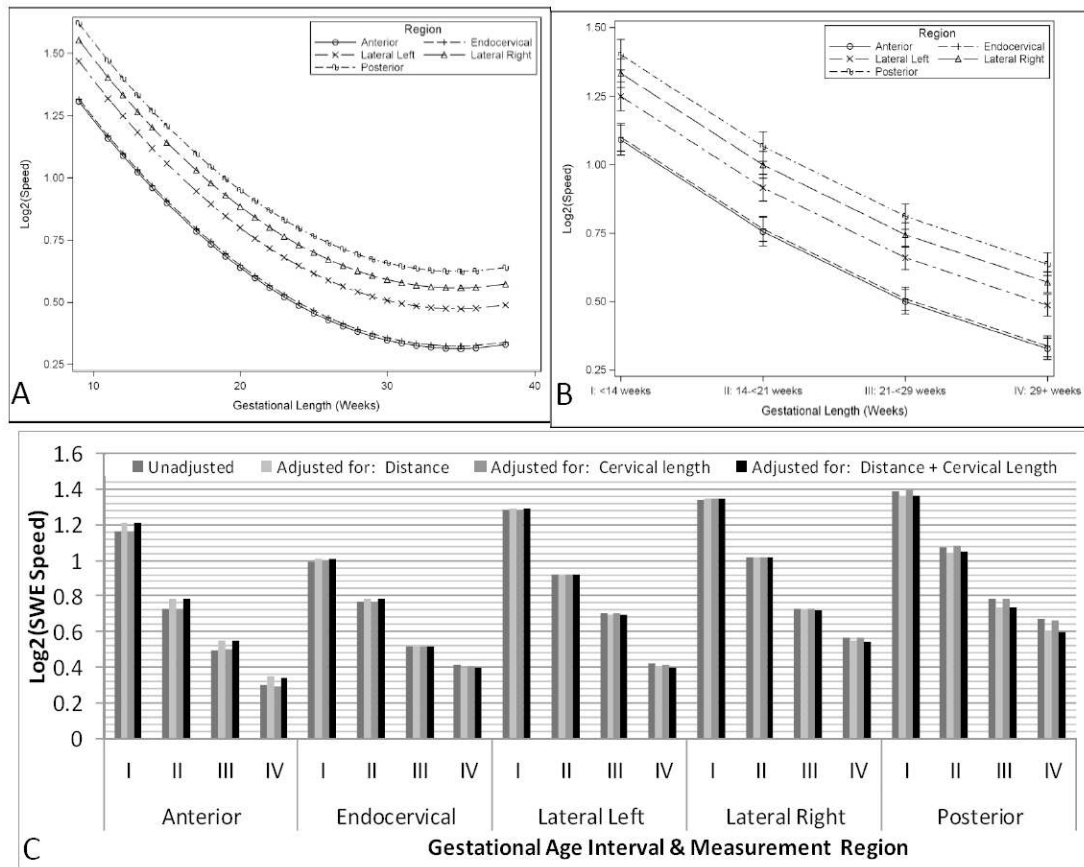 Region
Anterior Endocervical
Lateral Left Lateral Right
Posterior
1.50
1.25
1.00
0.75
0.50
0.25
Log2(Speed)
10 20 30 40
Gestational Length (Weeks)
A
Region
Anterior Endocervical
Lateral Left Lateral Right
Posterior
1.50
1.25
1.00
0.75
0.50
0.25
Log2(Speed)
I: <14 weeks II: 14-<21 weeks III: 21-<29 weeks IV: 29+ weeks
Gestational Length (Weeks)
B
Unadjusted Adjusted for: Distance Adjusted for: Cervical length Adjusted for: Distance + Cervical Length
1.6
1.4
1.2
1
0.8
0.6
0.4
0.2
0
Log2(SWE Speed)
I II III IV I II III IV I II III IV I II III IV I II III IV
Anterior Endocervical Lateral Left Lateral Right Posterior
Gestational Age Interval & Measurement Region
C